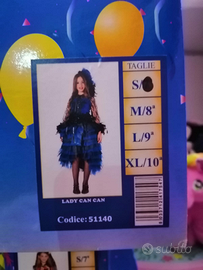 TAGLIE
S/
M/8°
L/9°
XL/10°
LADY CAN CAN
Codice: 51140
S/7°
subito